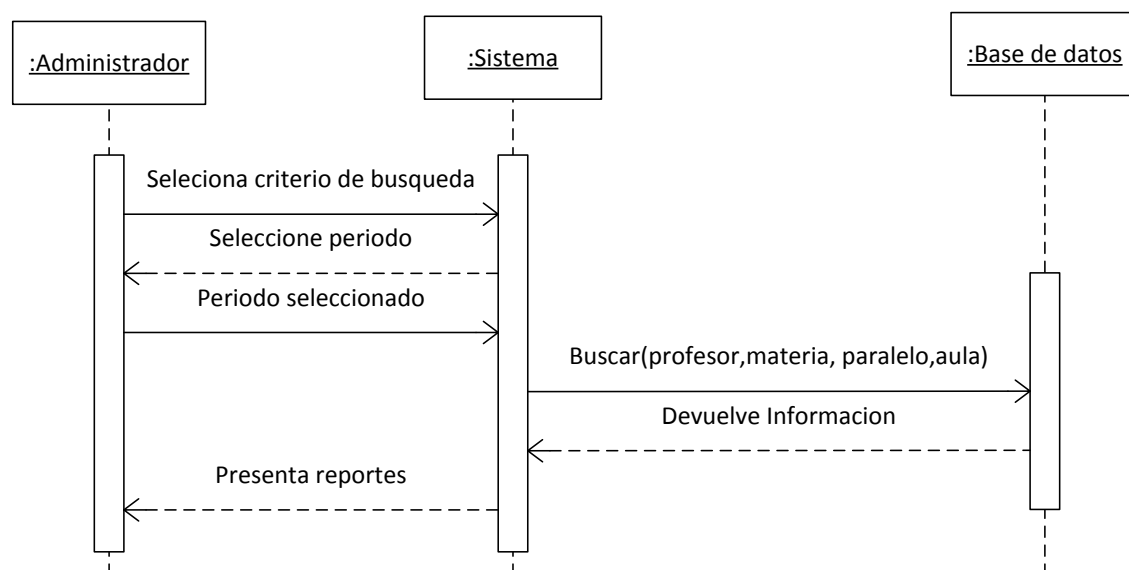 :Administrador
:Sistema
:Base de datos
Seleciona criterio de busqueda
Seleccione periodo
Periodo seleccionado
Buscar(profesor,materia, paralelo,aula)
Devuelve Informacion
Presenta reportes